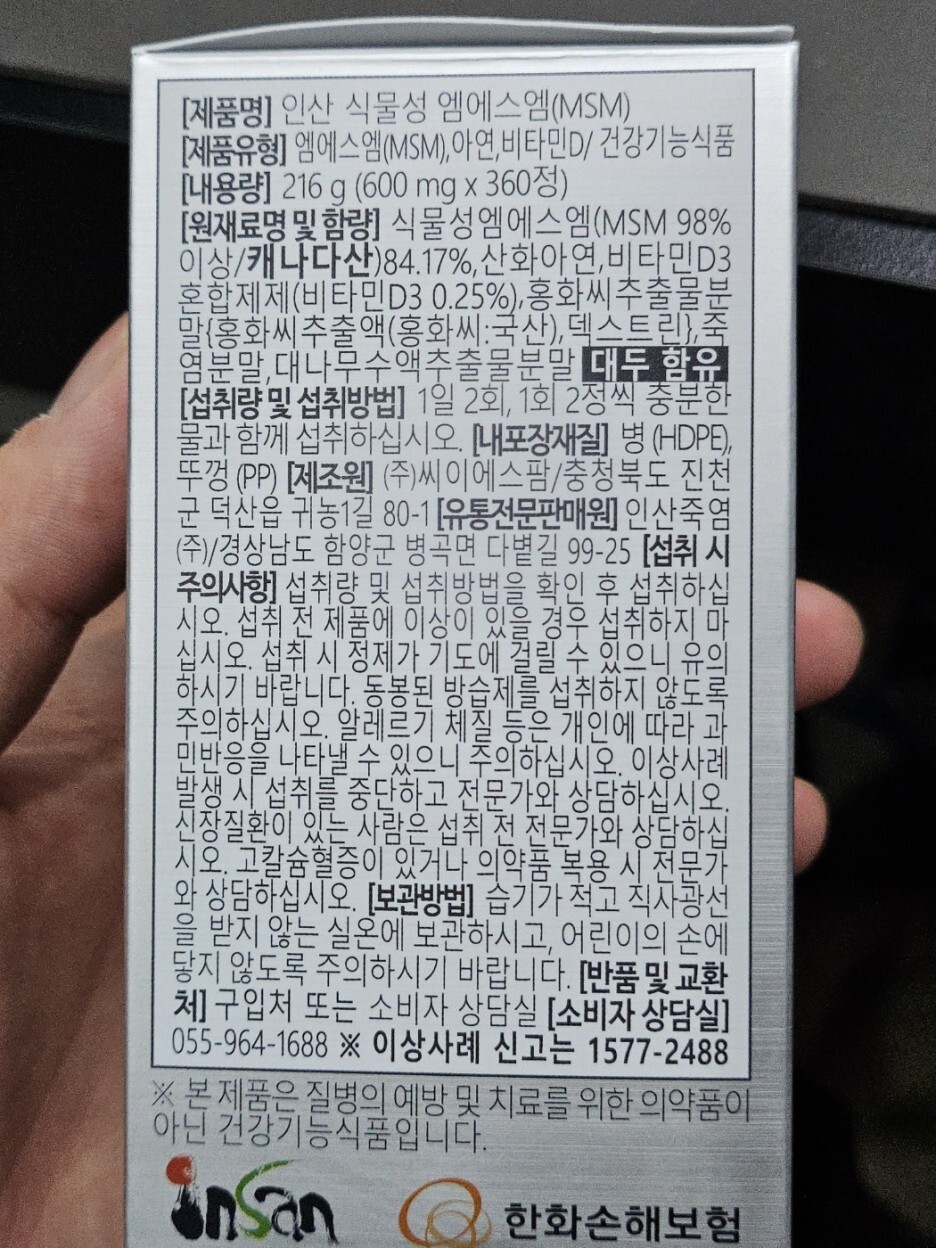 [제품명] 인산 식물성 엠에스엠(MSM)
[제품유형] 엠에스엠(MSM),아연,비타민D/ 건강기능식품
[내용량] 216 g (600 mg x 360정)
[원재료명 및 함량] 식물성엠에스엠(MSM 98%
이상/캐나다산)84.17%,산화아연,비타민D3
혼합제제(비타민D3 0.25%),홍화씨추출물분
말{홍화씨추출액(홍화씨:국산),덱스트린},죽
염분말,대나무수액추출물분말 대두 함유
[섭취량 및 섭취방법] 1일 2회, 1회 2정씩 충분한
물과 함께 섭취하십시오. [내포장재질] 병 (HDPE),
뚜껑 (PP) [제조원] (주)씨이에스팜/충청북도 진천
군 덕산읍 귀농1길 80-1 [유통전문판매원] 인산죽염
(주)/경상남도 함양군 병곡면 다볕길 99-25 [섭취 시
주의사항] 섭취량 및 섭취방법을 확인 후 섭취하십
시오. 섭취 전 제품에 이상이 있을 경우 섭취하지 마
십시오. 섭취 시 정제가 기도에 걸릴 수 있으니 유의
하시기 바랍니다. 동봉된 방습제를 섭취하지 않도록
주의하십시오. 알레르기 체질 등은 개인에 따라 과
민반응을 나타낼 수 있으니 주의하십시오. 이상사례
발생 시 섭취를 중단하고 전문가와 상담하십시오.
신장질환이 있는 사람은 섭취 전 전문가와 상담하십
시오. 고칼슘혈증이 있거나 의약품 복용 시 전문가
와 상담하십시오. [보관방법] 습기가 적고 직사광선
을 받지 않는 실온에 보관하시고, 어린이의 손에
닿지 않도록 주의하시기 바랍니다. [반품 및 교환
처] 구입처 또는 소비자 상담실 [소비자 상담실]
055-964-1688 ※ 이상사례 신고는 1577-2488
※ 본 제품은 질병의 예방 및 치료를 위한 의약품이
아닌 건강기능식품입니다.
insan 한화손해보험